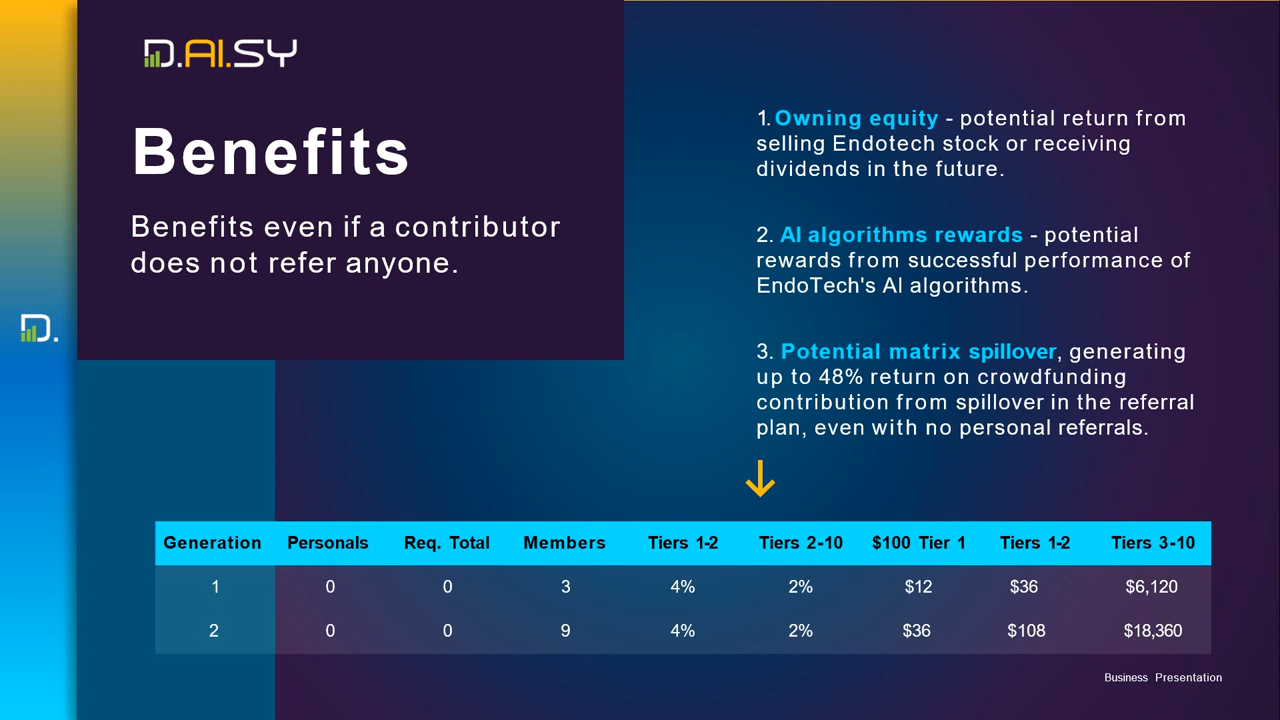 D.AI.SY
Benefits
Benefits even if a contributor
does not refer anyone.
D.
1. Owning equity - potential return from
selling Endotech stock or receiving
dividends in the future.
2. AI algorithms rewards - potential
rewards from successful performance of
EndoTech's AI algorithms.
3. Potential matrix spillover, generating
up to 48% return on crowdfunding
contribution from spillover in the referral
plan, even with no personal referrals.
Generation Personals Req. Total Members Tiers 1-2 Tiers 2-10 $100 Tier 1 Tiers 1-2 Tiers 3-10
1 0 0 3 4% 2% $12 $36 $6,120
2 0 0 9 4% 2% $36 $108 $18,360
Business Presentation